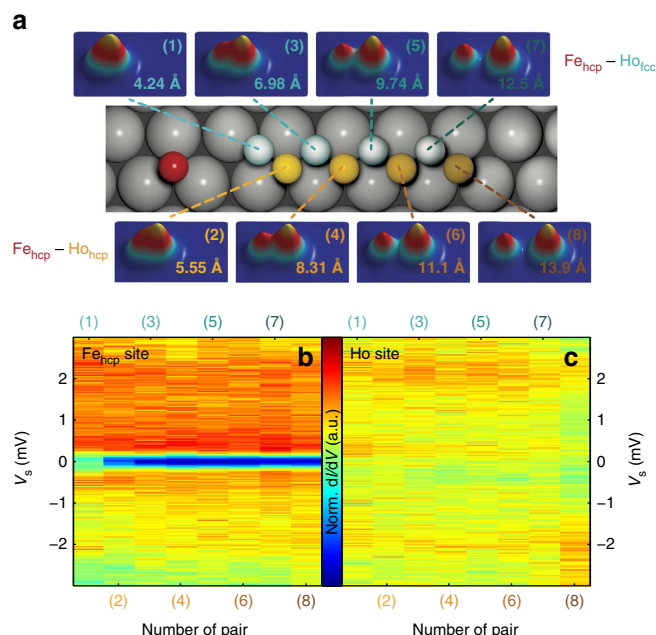 a
(1) (3) (5) (7)
Fe_hcp – Ho_fcc
4.24 Å 6.98 Å 9.74 Å 12.5 Å
(2) (4) (6) (8)
Fe_hcp – Ho_hcp
5.55 Å 8.31 Å 11.1 Å 13.9 Å
(1) (3) (5) (7) (1) (3) (5) (7)
Fe_hcp site b Ho site c
2 2
1 1
V_s (mV) 0 Norm. dI/dV (a.u.) 0 V_s (mV)
−1 −1
−2 −2
(2) (4) (6) (8) (2) (4) (6) (8)
Number of pair Number of pair